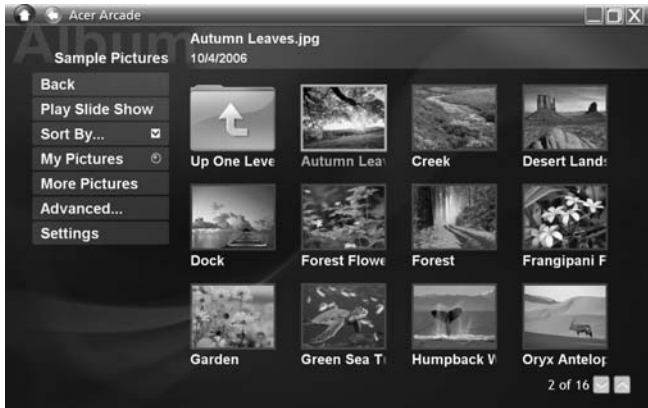 Acer Arcade
Album
Autumn Leaves.jpg
Sample Pictures
10/4/2006
Back
Play Slide Show
Sort By...
My Pictures
More Pictures
Advanced...
Settings
Up One Leve
Autumn Leav
Creek
Desert Lands
Dock
Forest Flowe
Forest
Frangipani F
Garden
Green Sea T
Humpback W
Oryx Antelop
2 of 16